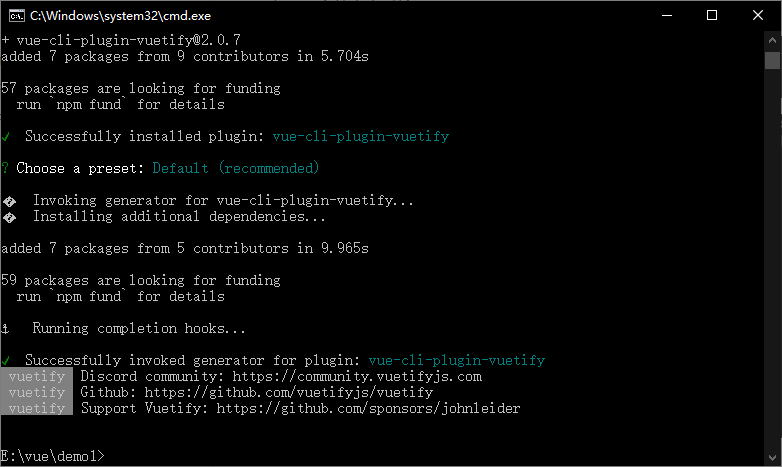 C:\Windows\system32\cmd.exe
+ vue-cli-plugin-vuetify@2.0.7
added 7 packages from 9 contributors in 5.704s
57 packages are looking for funding
run `npm fund` for details
✓ Successfully installed plugin: vue-cli-plugin-vuetify
? Choose a preset: Default (recommended)
� Invoking generator for vue-cli-plugin-vuetify...
� Installing additional dependencies...
added 7 packages from 5 contributors in 9.965s
59 packages are looking for funding
run `npm fund` for details
⚓ Running completion hooks...
✓ Successfully invoked generator for plugin: vue-cli-plugin-vuetify
vuetify Discord community: https://community.vuetifyjs.com
vuetify Github: https://github.com/vuetifyjs/vuetify
vuetify Support Vuetify: https://github.com/sponsors/johnleider
E:\vue\demo1>